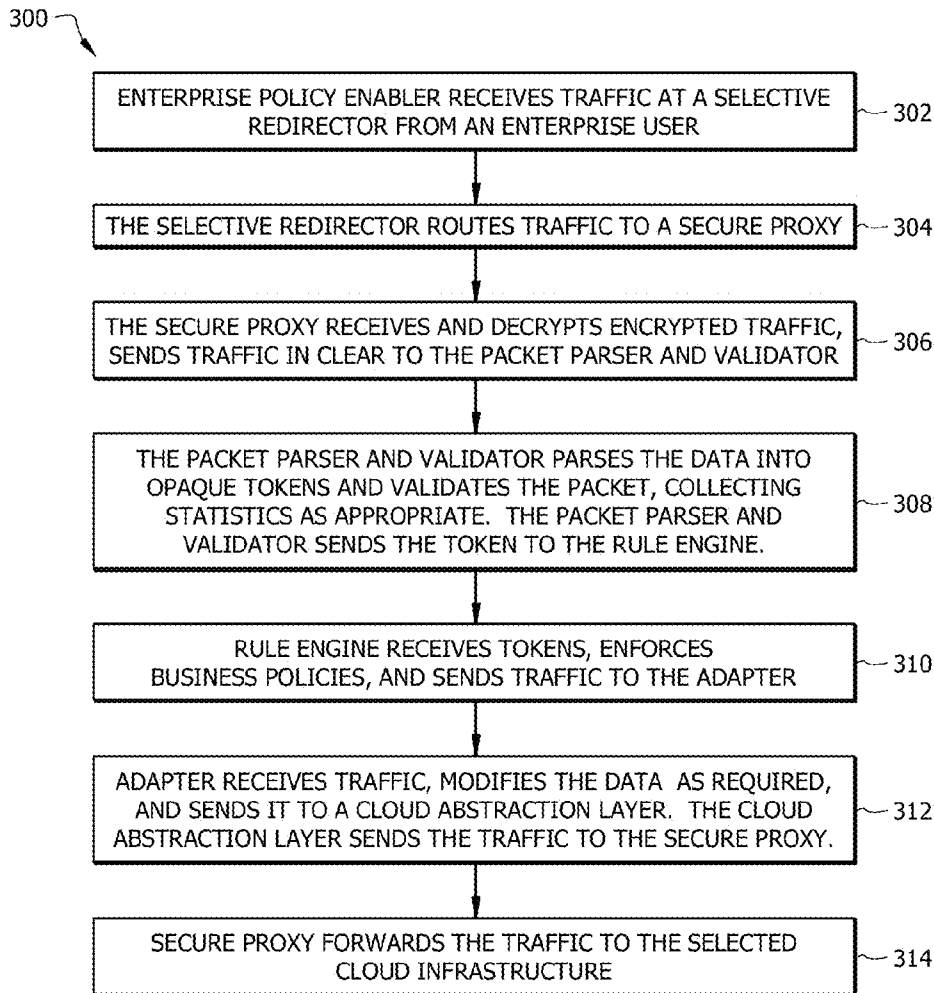 300
ENTERPRISE POLICY ENABLER RECEIVES TRAFFIC AT A SELECTIVE
REDIRECTOR FROM AN ENTERPRISE USER
302
THE SELECTIVE REDIRECTOR ROUTES TRAFFIC TO A SECURE PROXY
304
THE SECURE PROXY RECEIVES AND DECRYPTS ENCRYPTED TRAFFIC,
SENDS TRAFFIC IN CLEAR TO THE PACKET PARSER AND VALIDATOR
306
THE PACKET PARSER AND VALIDATOR PARSES THE DATA INTO
OPAQUE TOKENS AND VALIDATES THE PACKET, COLLECTING
STATISTICS AS APPROPRIATE. THE PACKET PARSER AND
VALIDATOR SENDS THE TOKEN TO THE RULE ENGINE.
308
RULE ENGINE RECEIVES TOKENS, ENFORCES
BUSINESS POLICIES, AND SENDS TRAFFIC TO THE ADAPTER
310
ADAPTER RECEIVES TRAFFIC, MODIFIES THE DATA AS REQUIRED,
AND SENDS IT TO A CLOUD ABSTRACTION LAYER. THE CLOUD
ABSTRACTION LAYER SENDS THE TRAFFIC TO THE SECURE PROXY.
312
SECURE PROXY FORWARDS THE TRAFFIC TO THE SELECTED
CLOUD INFRASTRUCTURE
314